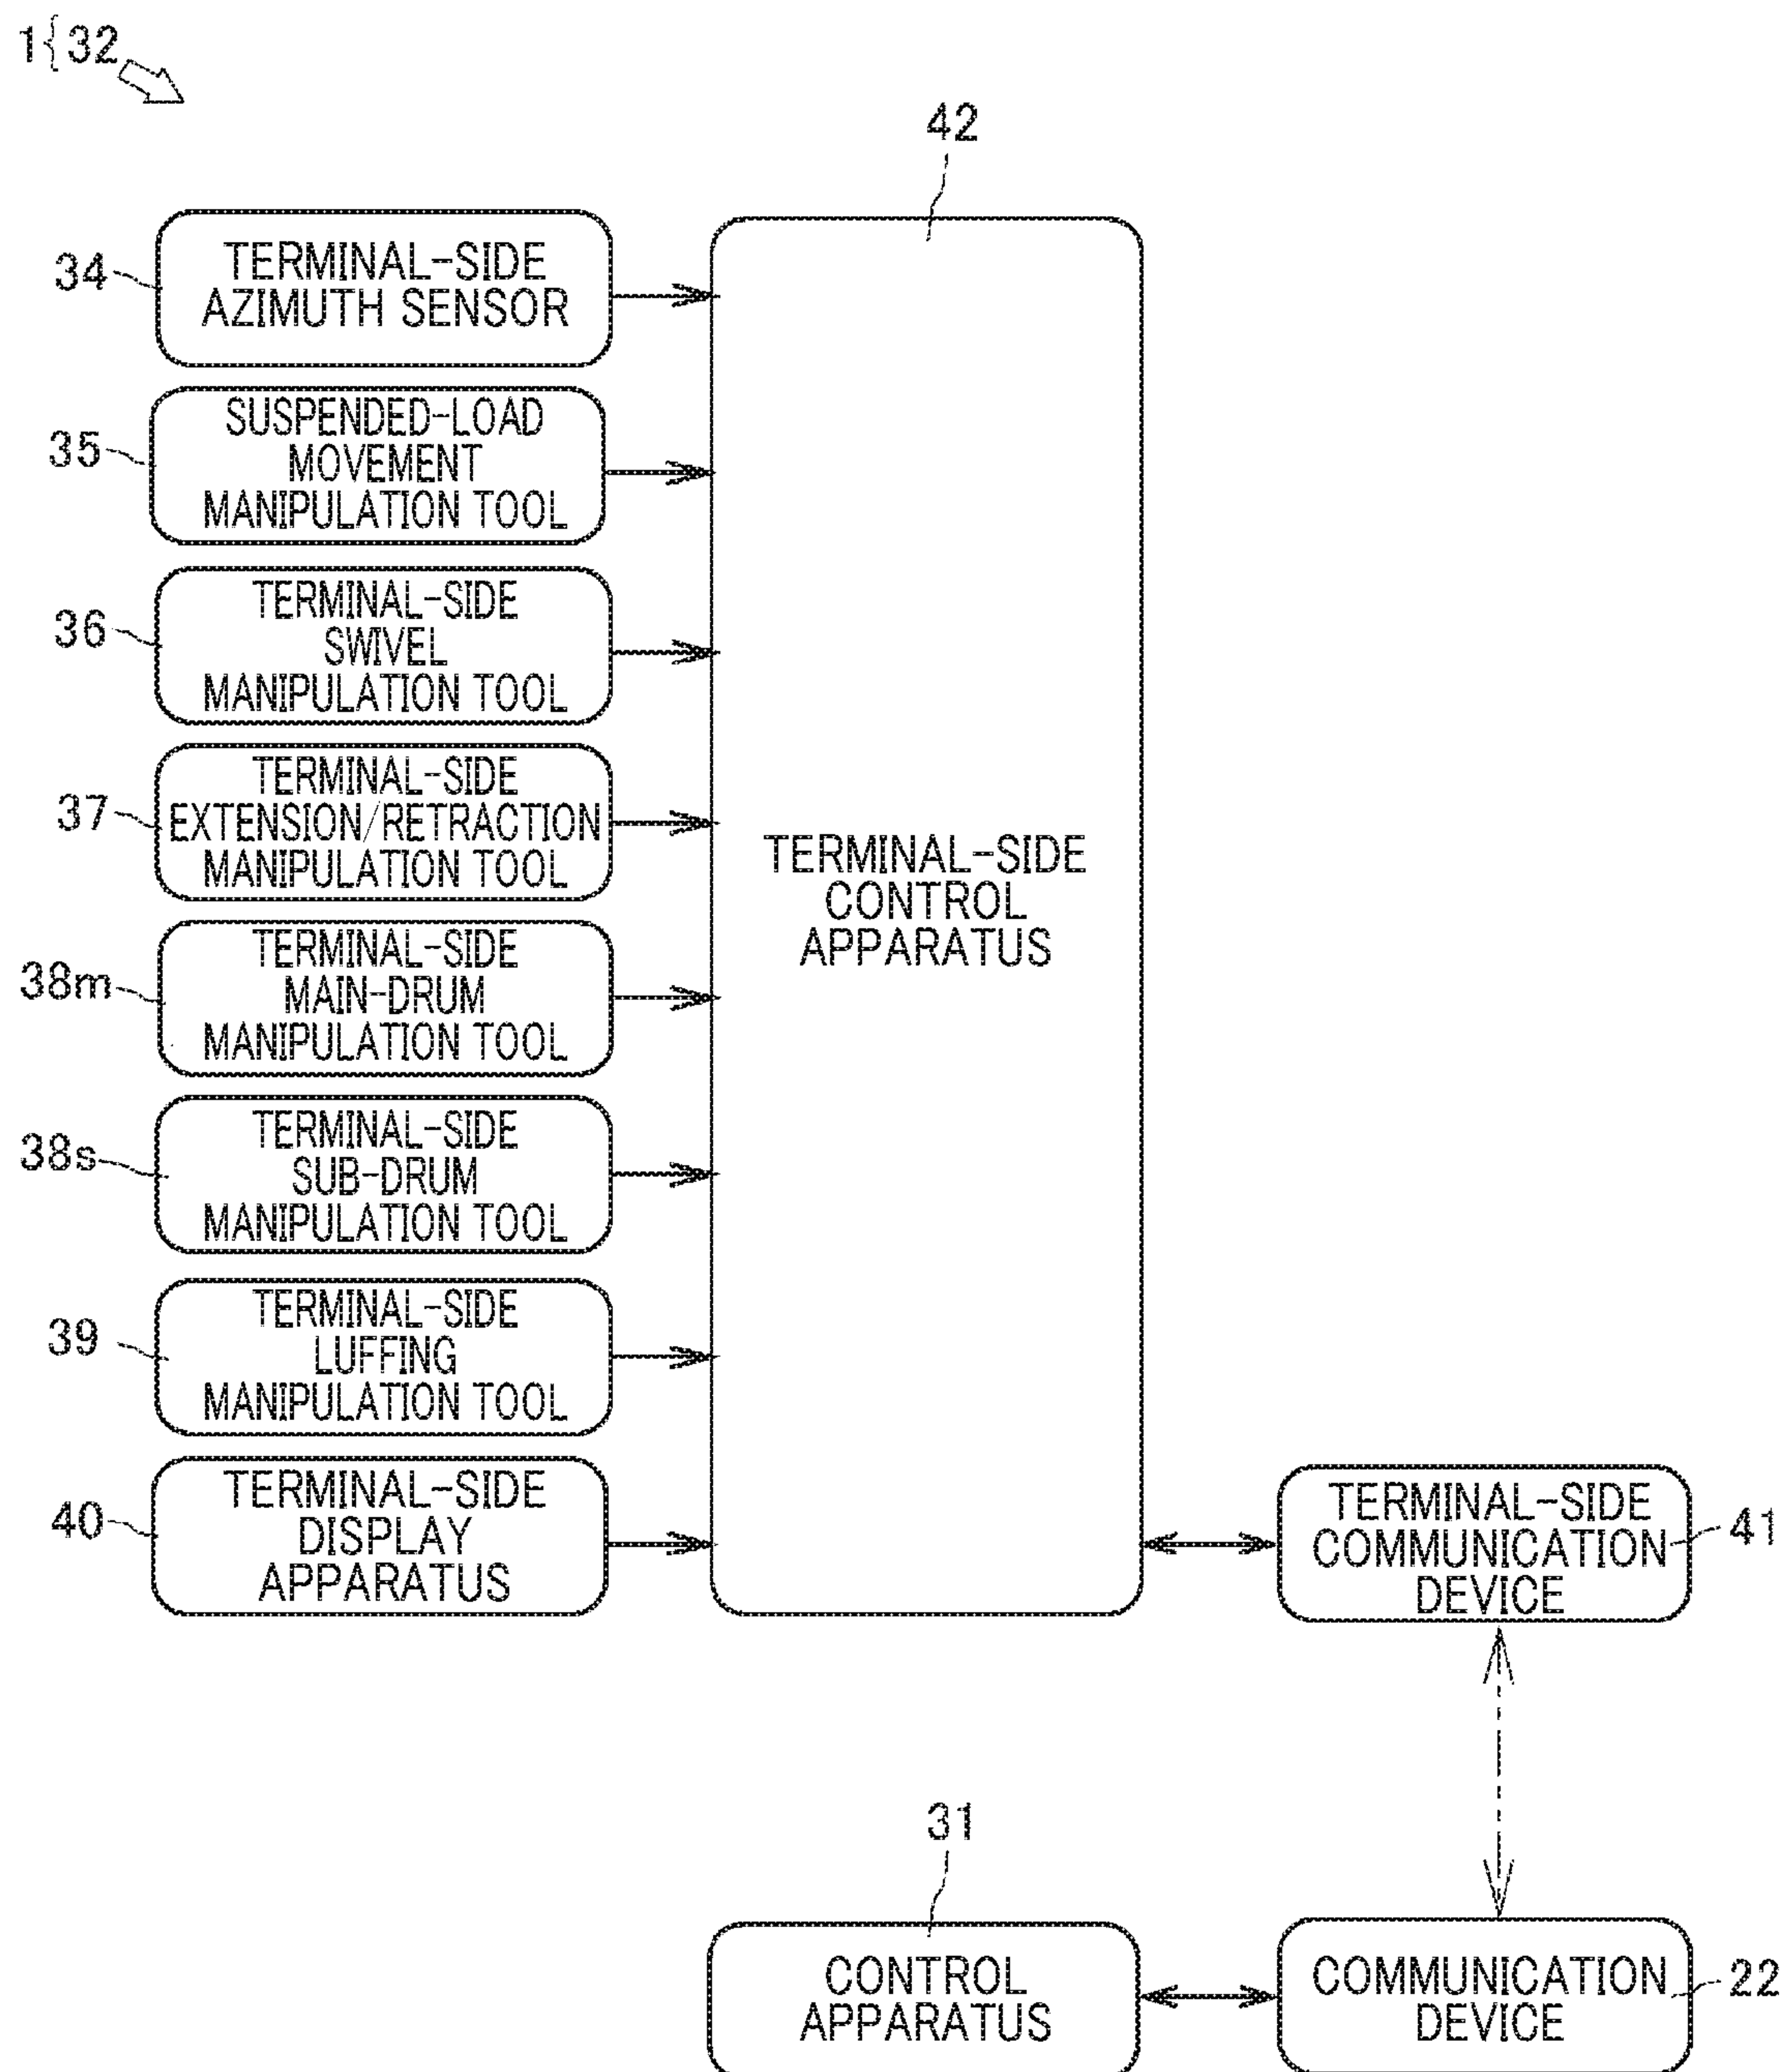 1{32
42
34
TERMINAL-SIDE
AZIMUTH SENSOR
35
SUSPENDED-LOAD
MOVEMENT
MANIPULATION TOOL
36
TERMINAL-SIDE
SWIVEL
MANIPULATION TOOL
37
TERMINAL-SIDE
EXTENSION/RETRACTION
MANIPULATION TOOL
TERMINAL-SIDE
CONTROL
APPARATUS
38m
TERMINAL-SIDE
MAIN-DRUM
MANIPULATION TOOL
38s
TERMINAL-SIDE
SUB-DRUM
MANIPULATION TOOL
39
TERMINAL-SIDE
LUFFING
MANIPULATION TOOL
40
TERMINAL-SIDE
DISPLAY
APPARATUS
TERMINAL-SIDE
COMMUNICATION
DEVICE
41
31
CONTROL
APPARATUS
COMMUNICATION
DEVICE
22